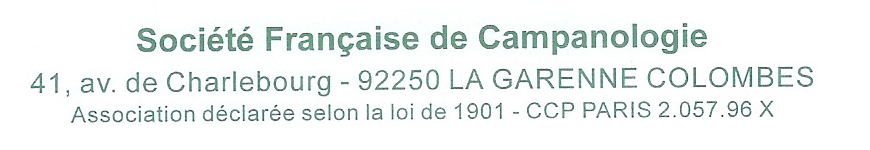 Société Française de Campanologie
41, av. de Charlebourg - 92250 LA GARENNE COLOMBES
Association déclarée selon la loi de 1901 - CCP PARIS 2.057.96 X